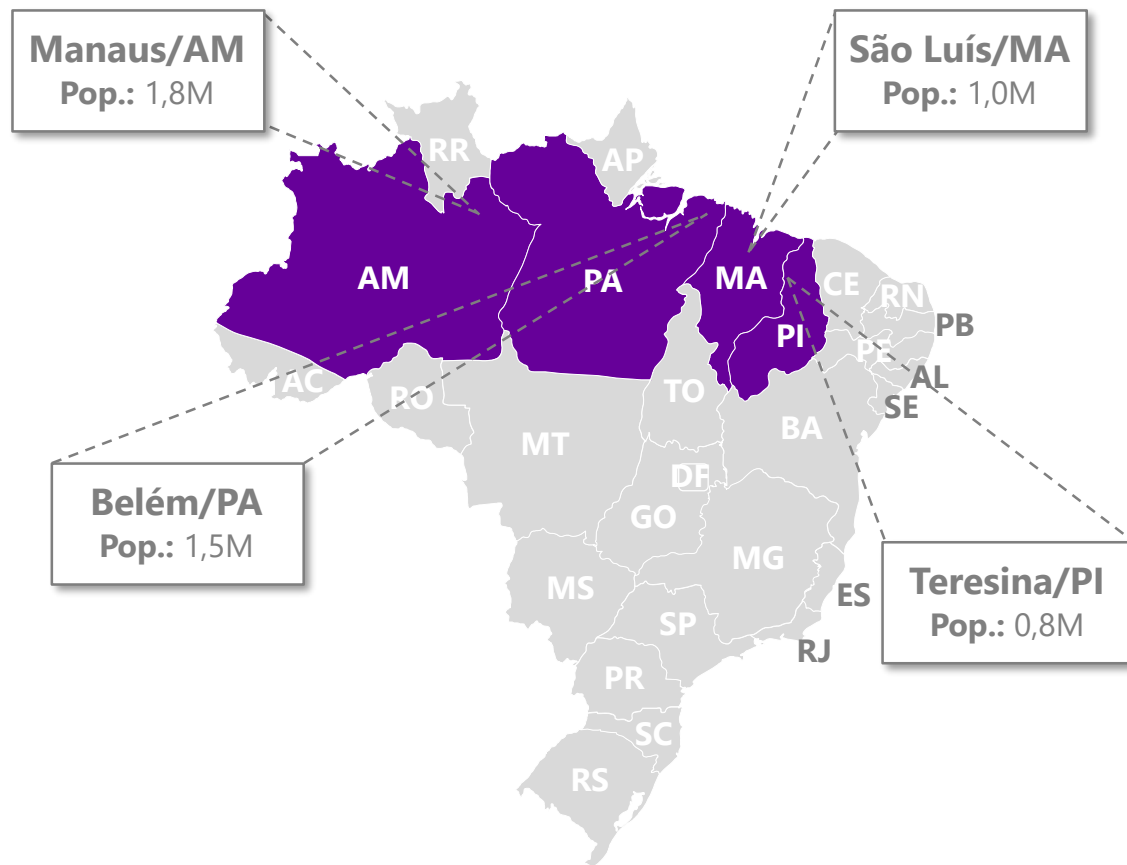 Manaus/AM
Pop.: 1,8M
São Luís/MA
Pop.: 1,0M
RR
AP
AM
PA
MA
CE
RN
PB
PI
PE
AL
AC
RO
TO
SE
BA
MT
DF
GO
Belém/PA
Pop.: 1,5M
MG
MS
ES
Teresina/PI
Pop.: 0,8M
SP
RJ
PR
SC
RS